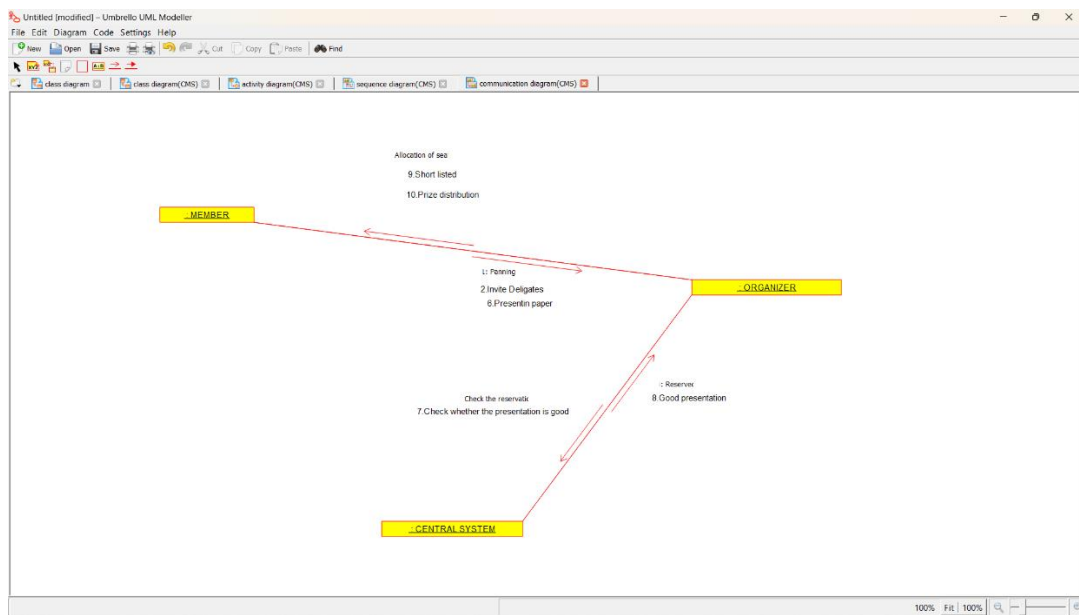 Untitled [modified] – Umbrello UML Modeller
File Edit Diagram Code Settings Help
New Open Save Cut Copy Paste Find
class diagram class diagram(CMS) activity diagram(CMS) sequence diagram(CMS) communication diagram(CMS)
Allocation of sea
9.Short listed
10.Prize distribution
:MEMBER
: Panning
2.Invite Deligates
6.Presentin paper
: ORGANIZER
: Reserver
8.Good presentation
Check the reservatic
7.Check whether the presentation is good
: CENTRAL SYSTEM
100% Fit 100%